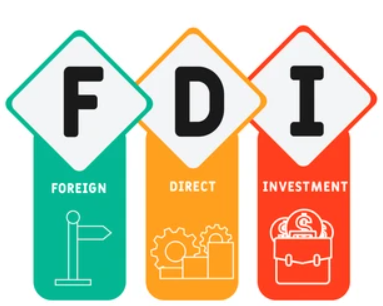 F D I
FOREIGN DIRECT INVESTMENT